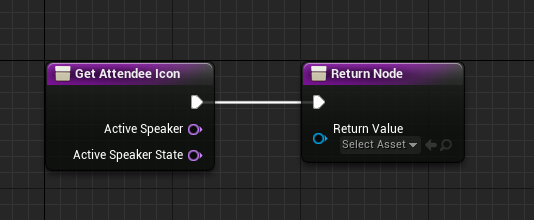 Get Attendee Icon
Return Node
Active Speaker
Return Value
Select Asset
Active Speaker State